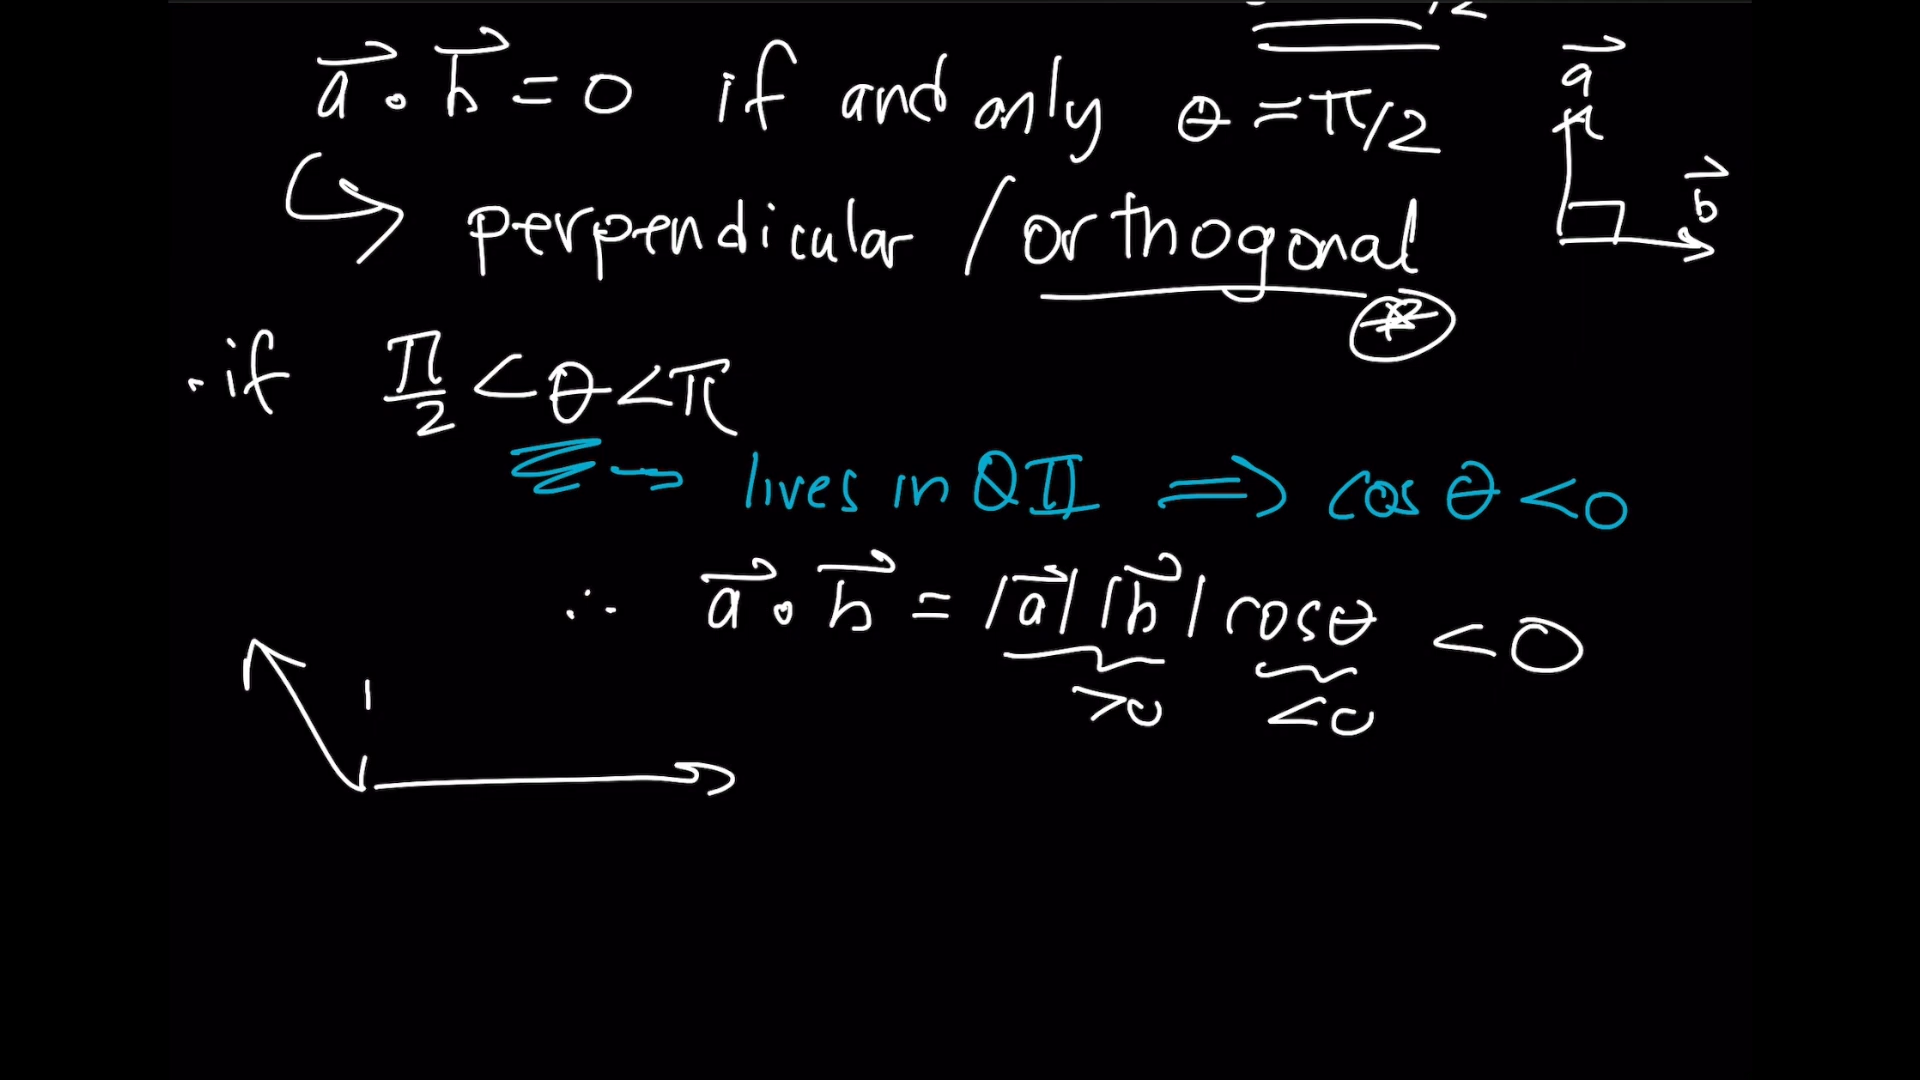 a⃗ ∘ b⃗ = 0 if and only θ = π/2
a⃗
b⃗
↪ perpendicular / orthogonal
*
· if π/2 < θ < π
→ lives in QII ⟹ cos θ < 0
∴ a⃗ ∘ b⃗ = |a⃗| |b⃗| cosθ < 0
>0 <0